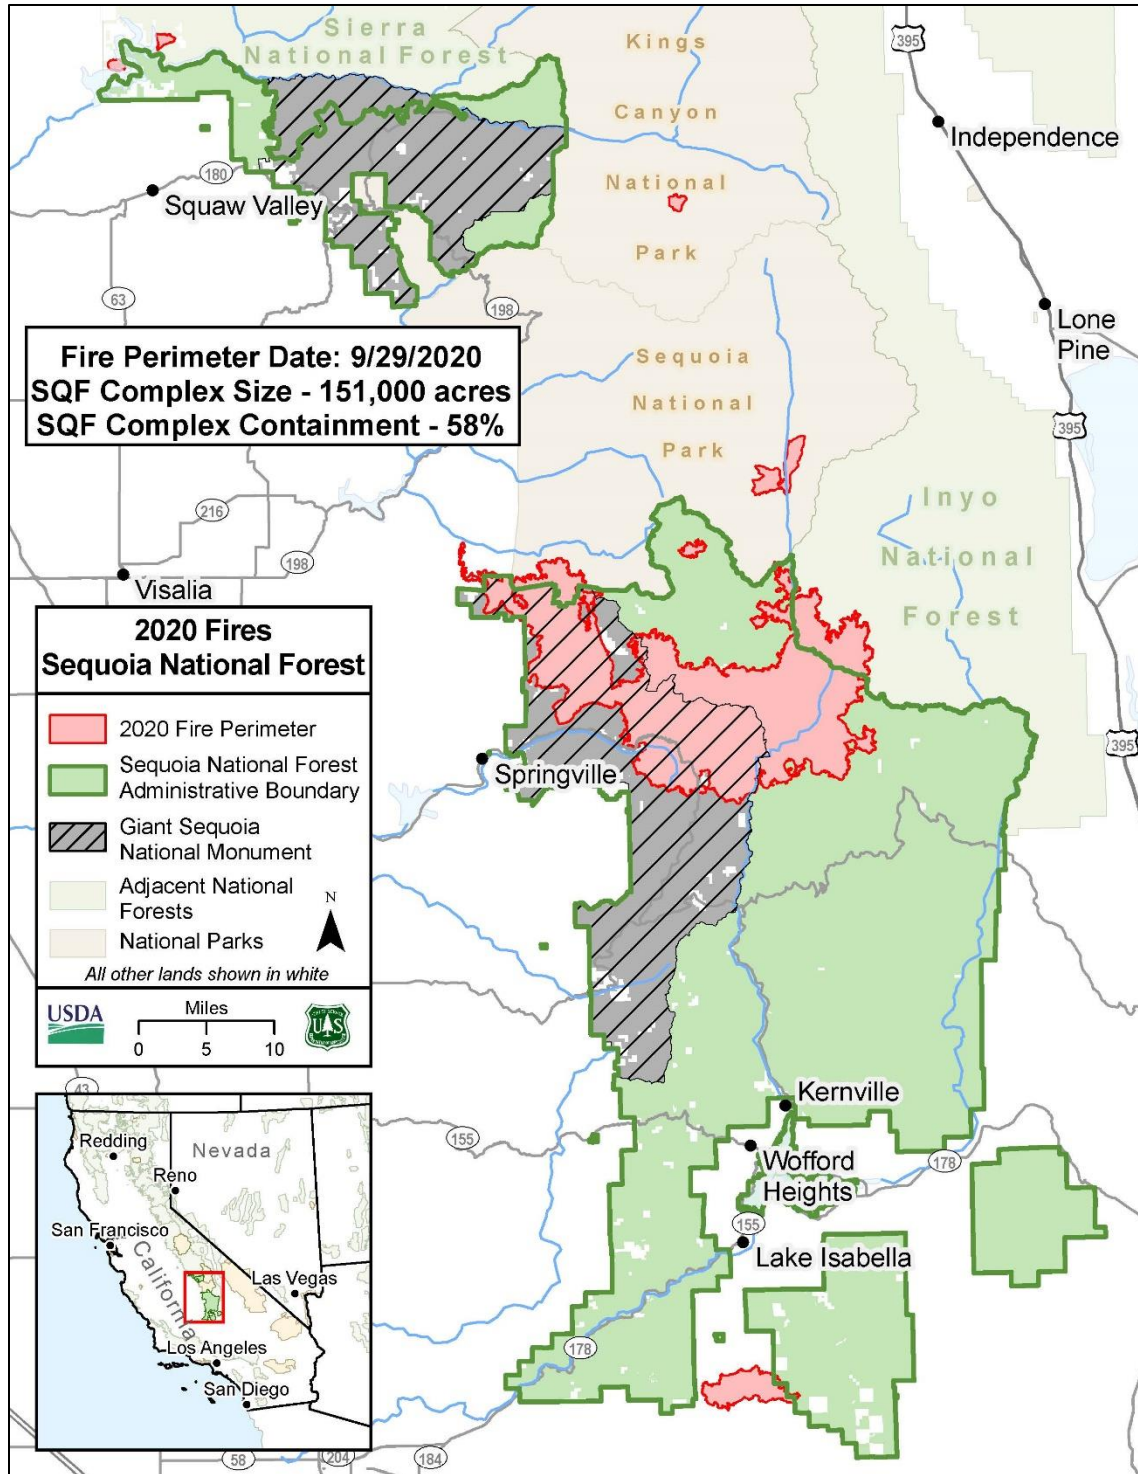 Sierra
National Forest
Kings
Canyon
National
Park
395
Independence
180
Squaw Valley
63
198
Lone
Pine
Fire Perimeter Date: 9/29/2020
SQF Complex Size - 151,000 acres
SQF Complex Containment - 58%
Sequoia
National
Park
395
Inyo
National
Forest
216
198
Visalia
395
2020 Fires
Sequoia National Forest
2020 Fire Perimeter
Sequoia National Forest
Administrative Boundary
Giant Sequoia
National Monument
Adjacent National
Forests
National Parks
N
All other lands shown in white
USDA
Miles
0 5 10
U S
Springville
43
Kernville
155
Wofford
Heights
178
155
Lake Isabella
178
Redding
Nevada
Reno
San Francisco
California
Las Vegas
Los Angeles
San Diego
58
204
184